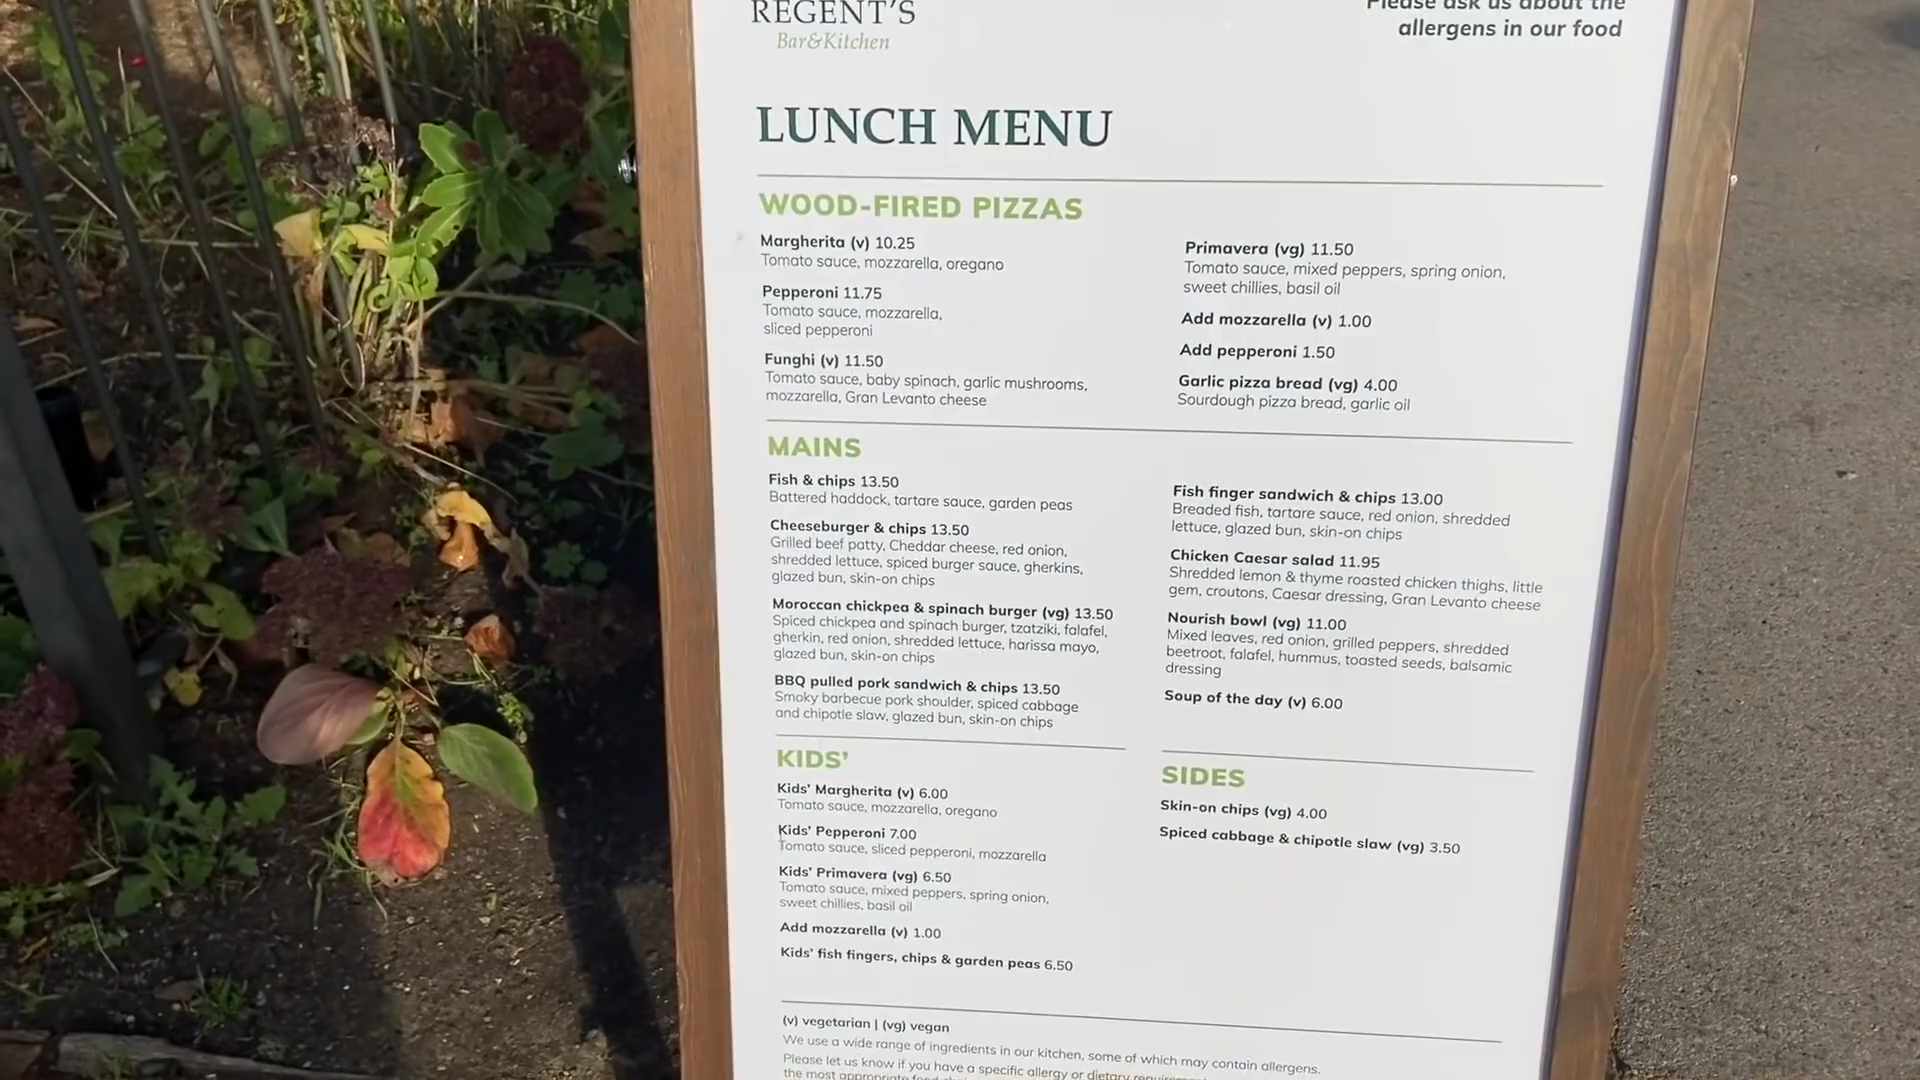 REGENT'S
Bar&Kitchen
Please ask us about the
allergens in our food
LUNCH MENU
WOOD-FIRED PIZZAS
Margherita (v) 10.25
Tomato sauce, mozzarella, oregano
Pepperoni 11.75
Tomato sauce, mozzarella,
sliced pepperoni
Funghi (v) 11.50
Tomato sauce, baby spinach, garlic mushrooms,
mozzarella, Gran Levanto cheese
Primavera (vg) 11.50
Tomato sauce, mixed peppers, spring onion,
sweet chillies, basil oil
Add mozzarella (v) 1.00
Add pepperoni 1.50
Garlic pizza bread (vg) 4.00
Sourdough pizza bread, garlic oil
MAINS
Fish & chips 13.50
Battered haddock, tartare sauce, garden peas
Cheeseburger & chips 13.50
Grilled beef patty, Cheddar cheese, red onion,
shredded lettuce, spiced burger sauce, gherkins,
glazed bun, skin-on chips
Moroccan chickpea & spinach burger (vg) 13.50
Spiced chickpea and spinach burger, tzatziki, falafel,
gherkin, red onion, shredded lettuce, harissa mayo,
glazed bun, skin-on chips
BBQ pulled pork sandwich & chips 13.50
Smoky barbecue pork shoulder, spiced cabbage
and chipotle slaw, glazed bun, skin-on chips
Fish finger sandwich & chips 13.00
Breaded fish, tartare sauce, red onion, shredded
lettuce, glazed bun, skin-on chips
Chicken Caesar salad 11.95
Shredded lemon & thyme roasted chicken thighs, little
gem, croutons, Caesar dressing, Gran Levanto cheese
Nourish bowl (vg) 11.00
Mixed leaves, red onion, grilled peppers, shredded
beetroot, falafel, hummus, toasted seeds, balsamic
dressing
Soup of the day (v) 6.00
KIDS'
Kids' Margherita (v) 6.00
Tomato sauce, mozzarella, oregano
Kids' Pepperoni 7.00
Tomato sauce, sliced pepperoni, mozzarella
Kids' Primavera (vg) 6.50
Tomato sauce, mixed peppers, spring onion,
sweet chillies, basil oil
Add mozzarella (v) 1.00
Kids' fish fingers, chips & garden peas 6.50
SIDES
Skin-on chips (vg) 4.00
Spiced cabbage & chipotle slaw (vg) 3.50
(v) vegetarian | (vg) vegan
We use a wide range of ingredients in our kitchen, some of which may contain allergens.
Please let us know if you have a specific allergy or dietary
the most appropriate food